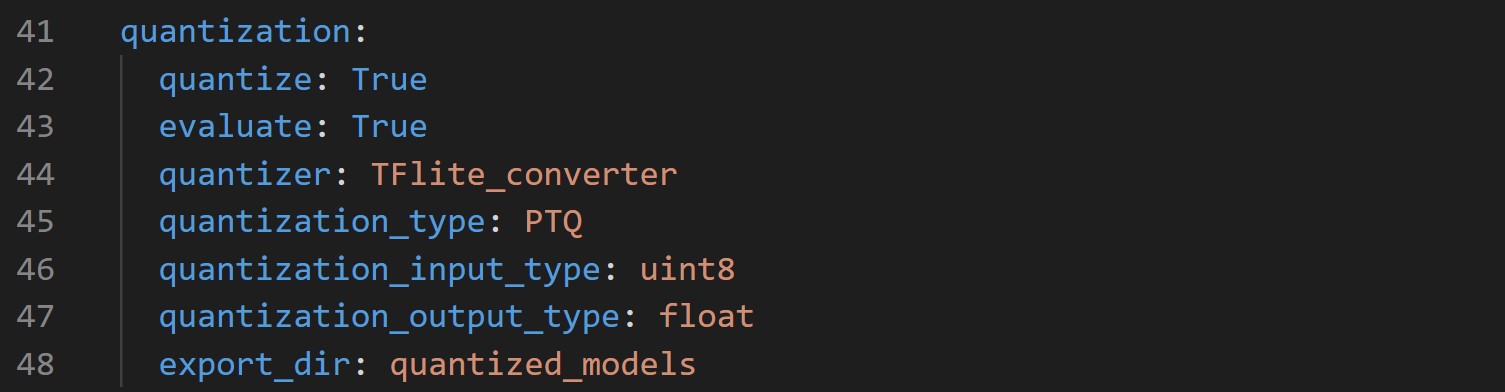 41 quantization:
42 quantize: True
43 evaluate: True
44 quantizer: TFlite_converter
45 quantization_type: PTQ
46 quantization_input_type: uint8
47 quantization_output_type: float
48 export_dir: quantized_models